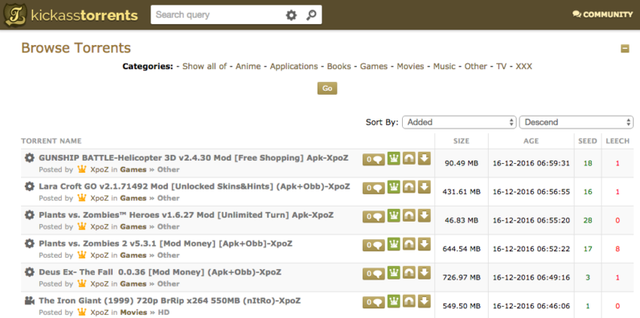 kickasstorrents
Search query
COMMUNITY
Browse Torrents
Categories: - Show all of - Anime - Applications - Books - Games - Movies - Music - Other - TV - XXX
Go
Sort By: Added Descend
TORRENT NAME SIZE AGE SEED LEECH
GUNSHIP BATTLE-Helicopter 3D v2.4.30 Mod [Free Shopping] Apk-XpoZ 0 90.49 MB 16-12-2016 06:59:31 18 1
Posted by XpoZ in Games » Other
Lara Croft GO v2.1.71492 Mod [Unlocked Skins&Hints] (Apk+Obb)-XpoZ 0 431.61 MB 16-12-2016 06:56:55 16 1
Posted by XpoZ in Games » Other
Plants vs. Zombies™ Heroes v1.6.27 Mod [Unlimited Turn] Apk-XpoZ 0 46.83 MB 16-12-2016 06:55:20 28 0
Posted by XpoZ in Games » Other
Plants vs. Zombies 2 v5.3.1 [Mod Money] (Apk+Obb)-XpoZ 0 644.54 MB 16-12-2016 06:52:22 17 8
Posted by XpoZ in Games » Other
Deus Ex- The Fall 0.0.36 [Mod Money] (Apk+Obb)-XpoZ 0 726.97 MB 16-12-2016 06:49:16 3 1
Posted by XpoZ in Games » Other
The Iron Giant (1999) 720p BrRip x264 550MB (nItRo)-XpoZ 0 549.50 MB 16-12-2016 06:46:06 1 0
Posted by XpoZ in Movies » HD